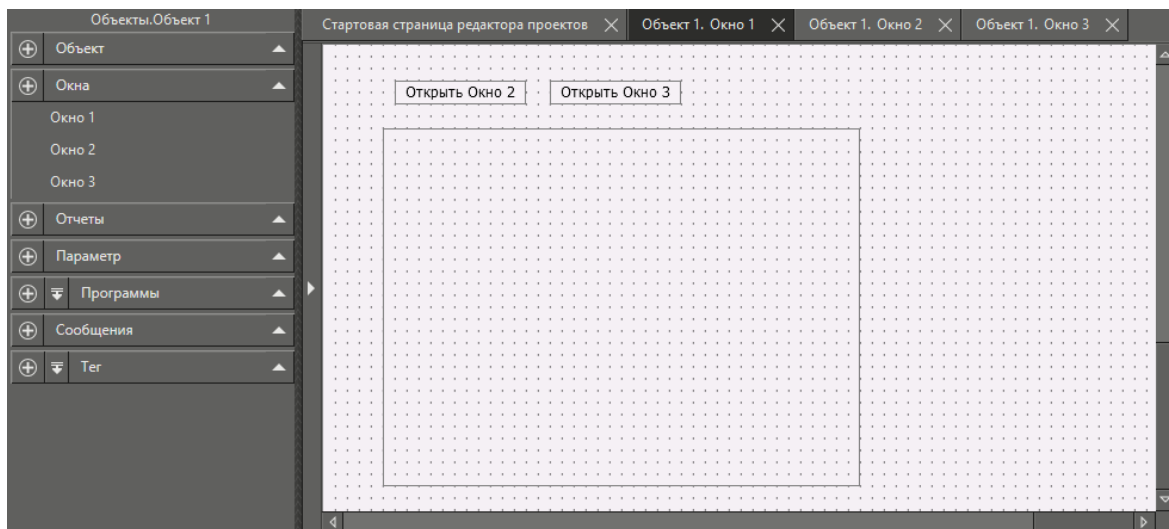 Объекты.Объект 1
Объект
Окна
Окно 1
Окно 2
Окно 3
Отчеты
Параметр
Программы
Сообщения
Тег
Стартовая страница редактора проектов
Объект 1. Окно 1
Объект 1. Окно 2
Объект 1. Окно 3
Открыть Окно 2
Открыть Окно 3